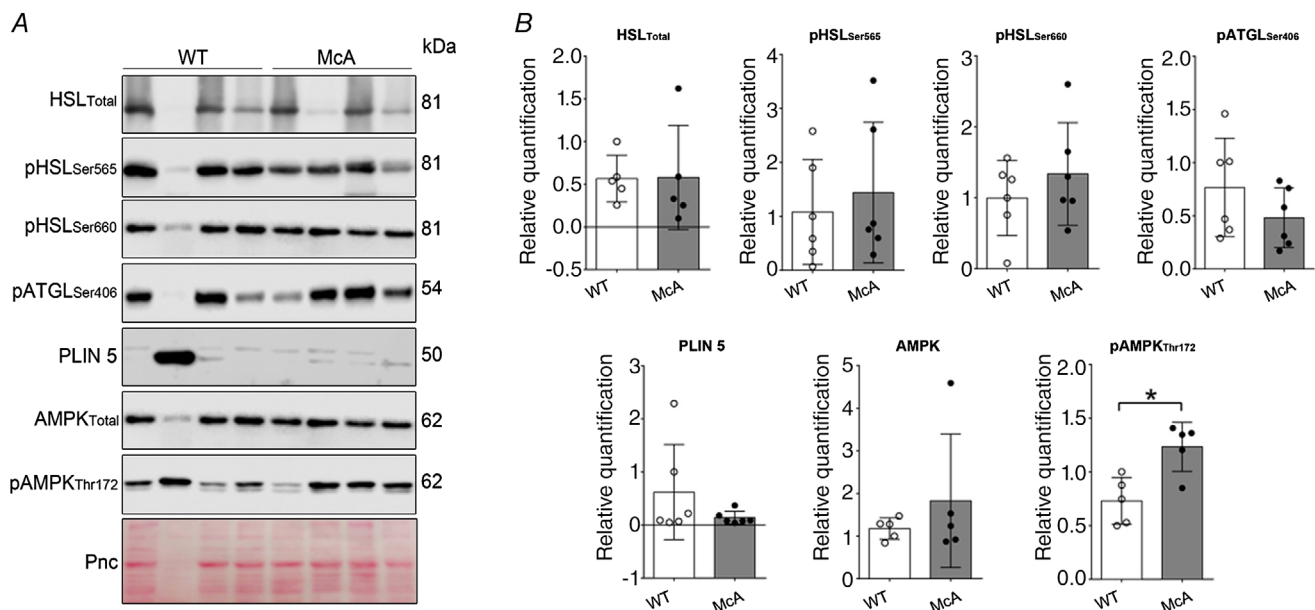 A
WT McA kDa
HSLTotal 81
pHSLSer565 81
pHSLSer660 81
pATGLSer406 54
PLIN 5 50
AMPKTotal 62
pAMPKThr172 62
Pnc
B
HSLTotal
Relative quantification
2.0
1.5
1.0
0.5
0.0
-0.5
WT McA
pHSLSer565
Relative quantification
4
3
2
1
0
WT McA
pHSLSer660
Relative quantification
3
2
1
0
WT McA
pATGLSer406
Relative quantification
2.0
1.5
1.0
0.5
0.0
WT McA
PLIN 5
Relative quantification
3
2
1
0
-1
WT McA
AMPK
Relative quantification
5
4
3
2
1
0
WT McA
pAMPKThr172
Relative quantification
2.0
1.5
1.0
0.5
0.0
*
WT McA